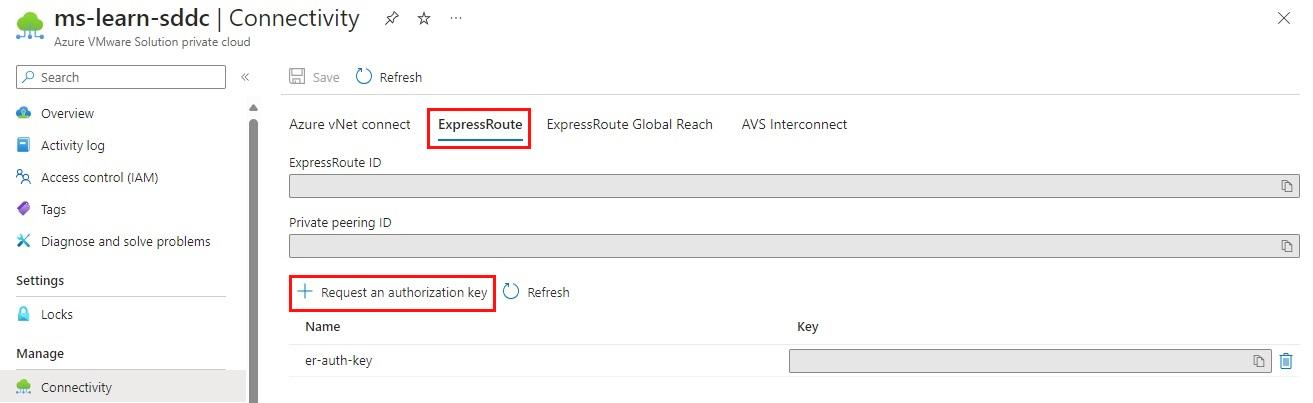 ms-learn-sddc | Connectivity ···
Azure VMware Solution private cloud
Search «
Save Refresh
Overview
Activity log
Access control (IAM)
Tags
Diagnose and solve problems
Settings
Locks
Manage
Connectivity
Azure vNet connect ExpressRoute ExpressRoute Global Reach AVS Interconnect
ExpressRoute ID
Private peering ID
Request an authorization key Refresh
Name Key
er-auth-key